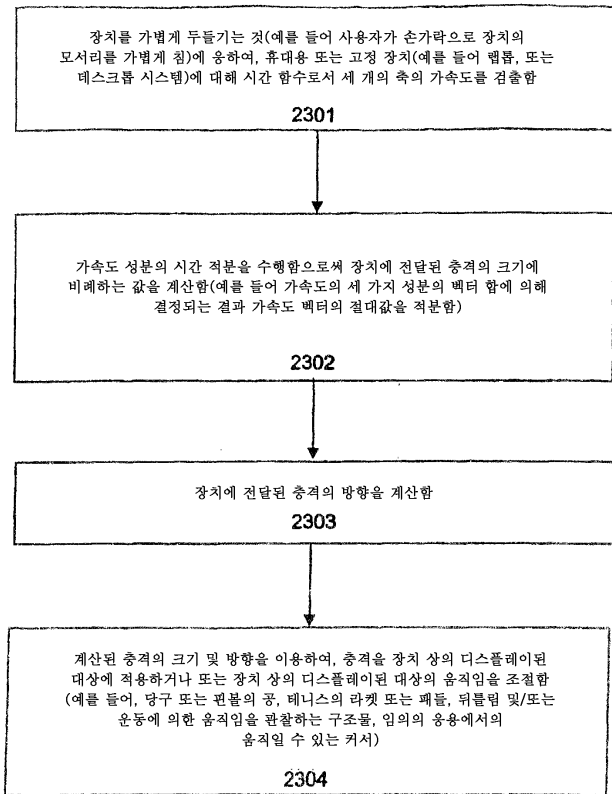 장치를 가볍게 두들기는 것(예를 들어 사용자가 손가락으로 장치의
모서리를 가볍게 침)에 응하여, 휴대용 또는 고정 장치(예를 들어 랩톱, 또는
데스크톱 시스템)에 대해 시간 함수로서 세 개의 축의 가속도를 검출함
2301
가속도 성분의 시간 적분을 수행함으로써 장치에 전달된 충격의 크기에
비례하는 값을 계산함(예를 들어 가속도의 세 가지 성분의 벡터 합에 의해
결정되는 결과 가속도 벡터의 절대값을 적분함)
2302
장치에 전달된 충격의 방향을 계산함
2303
계산된 충격의 크기 및 방향을 이용하여, 충격을 장치 상의 디스플레이된
대상에 적용하거나 또는 장치 상의 디스플레이된 대상의 움직임을 조절함
(예를 들어, 당구 또는 핀볼의 공, 테니스의 라켓 또는 패들, 뒤틀림 및/또는
운동에 의한 움직임을 관찰하는 구조물, 임의의 응용에서의
움직일 수 있는 커서)
2304